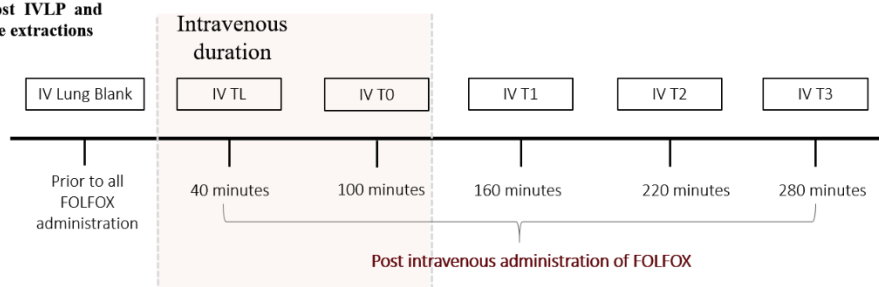 IVLP and
extractions
Intravenous
duration
IV Lung Blank
IV TL
IV T0
IV T1
IV T2
IV T3
Prior to all
FOLFOX
administration
40 minutes
100 minutes
160 minutes
220 minutes
280 minutes
Post intravenous administration of FOLFOX